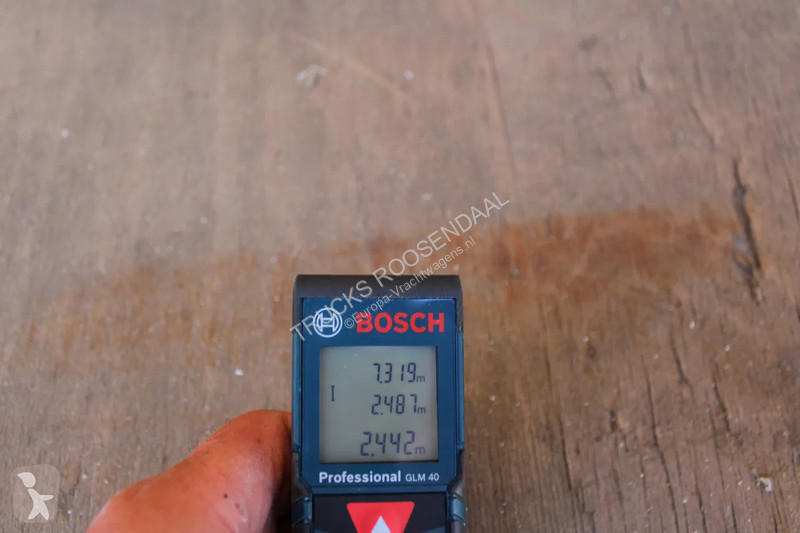 TRUCKS ROOSENDAAL
©Europa-Vrachtwagens.nl
BOSCH
7.319m
2.487m
2.442m
Professional GLM 40